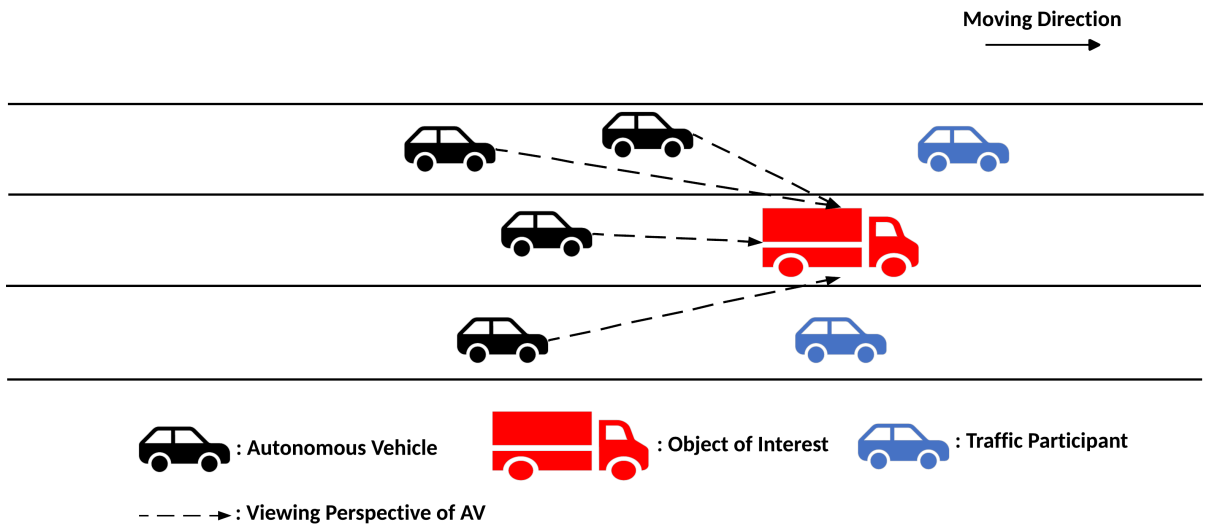 Moving Direction
: Autonomous Vehicle
: Object of Interest
: Traffic Participant
: Viewing Perspective of AV